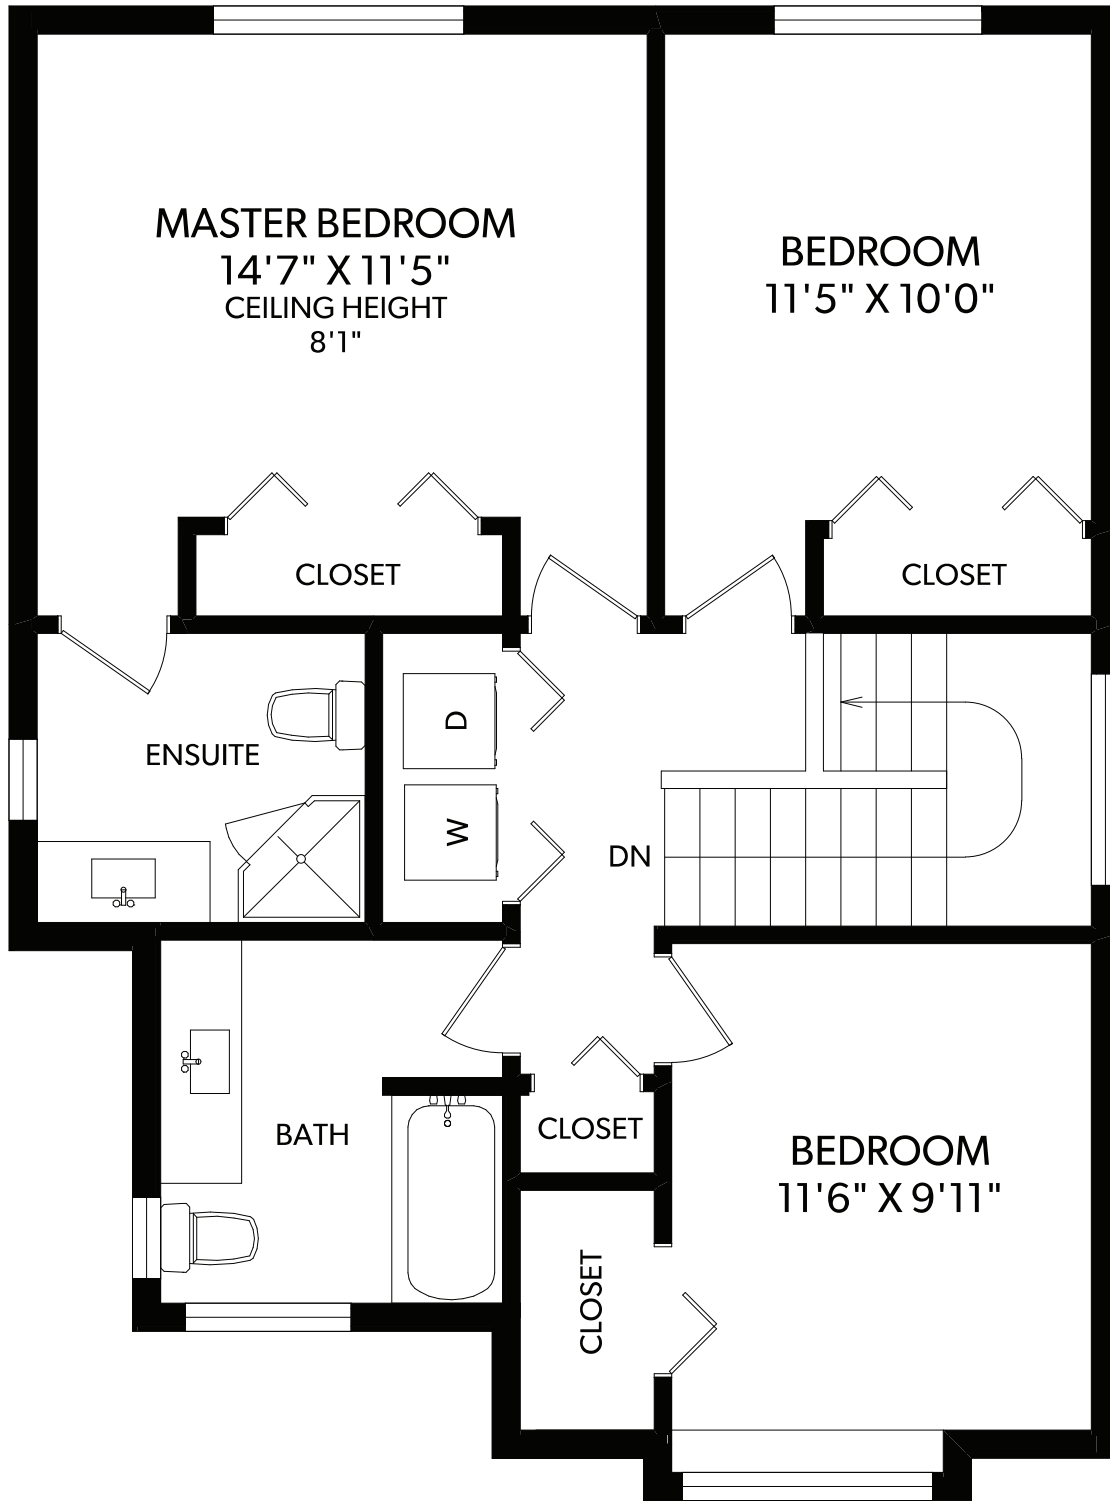 MASTER BEDROOM
14'7" X 11'5"
CEILING HEIGHT
8'1"
BEDROOM
11'5" X 10'0"
CLOSET
CLOSET
ENSUITE
D
W
DN
BATH
CLOSET
BEDROOM
11'6" X 9'11"
CLOSET